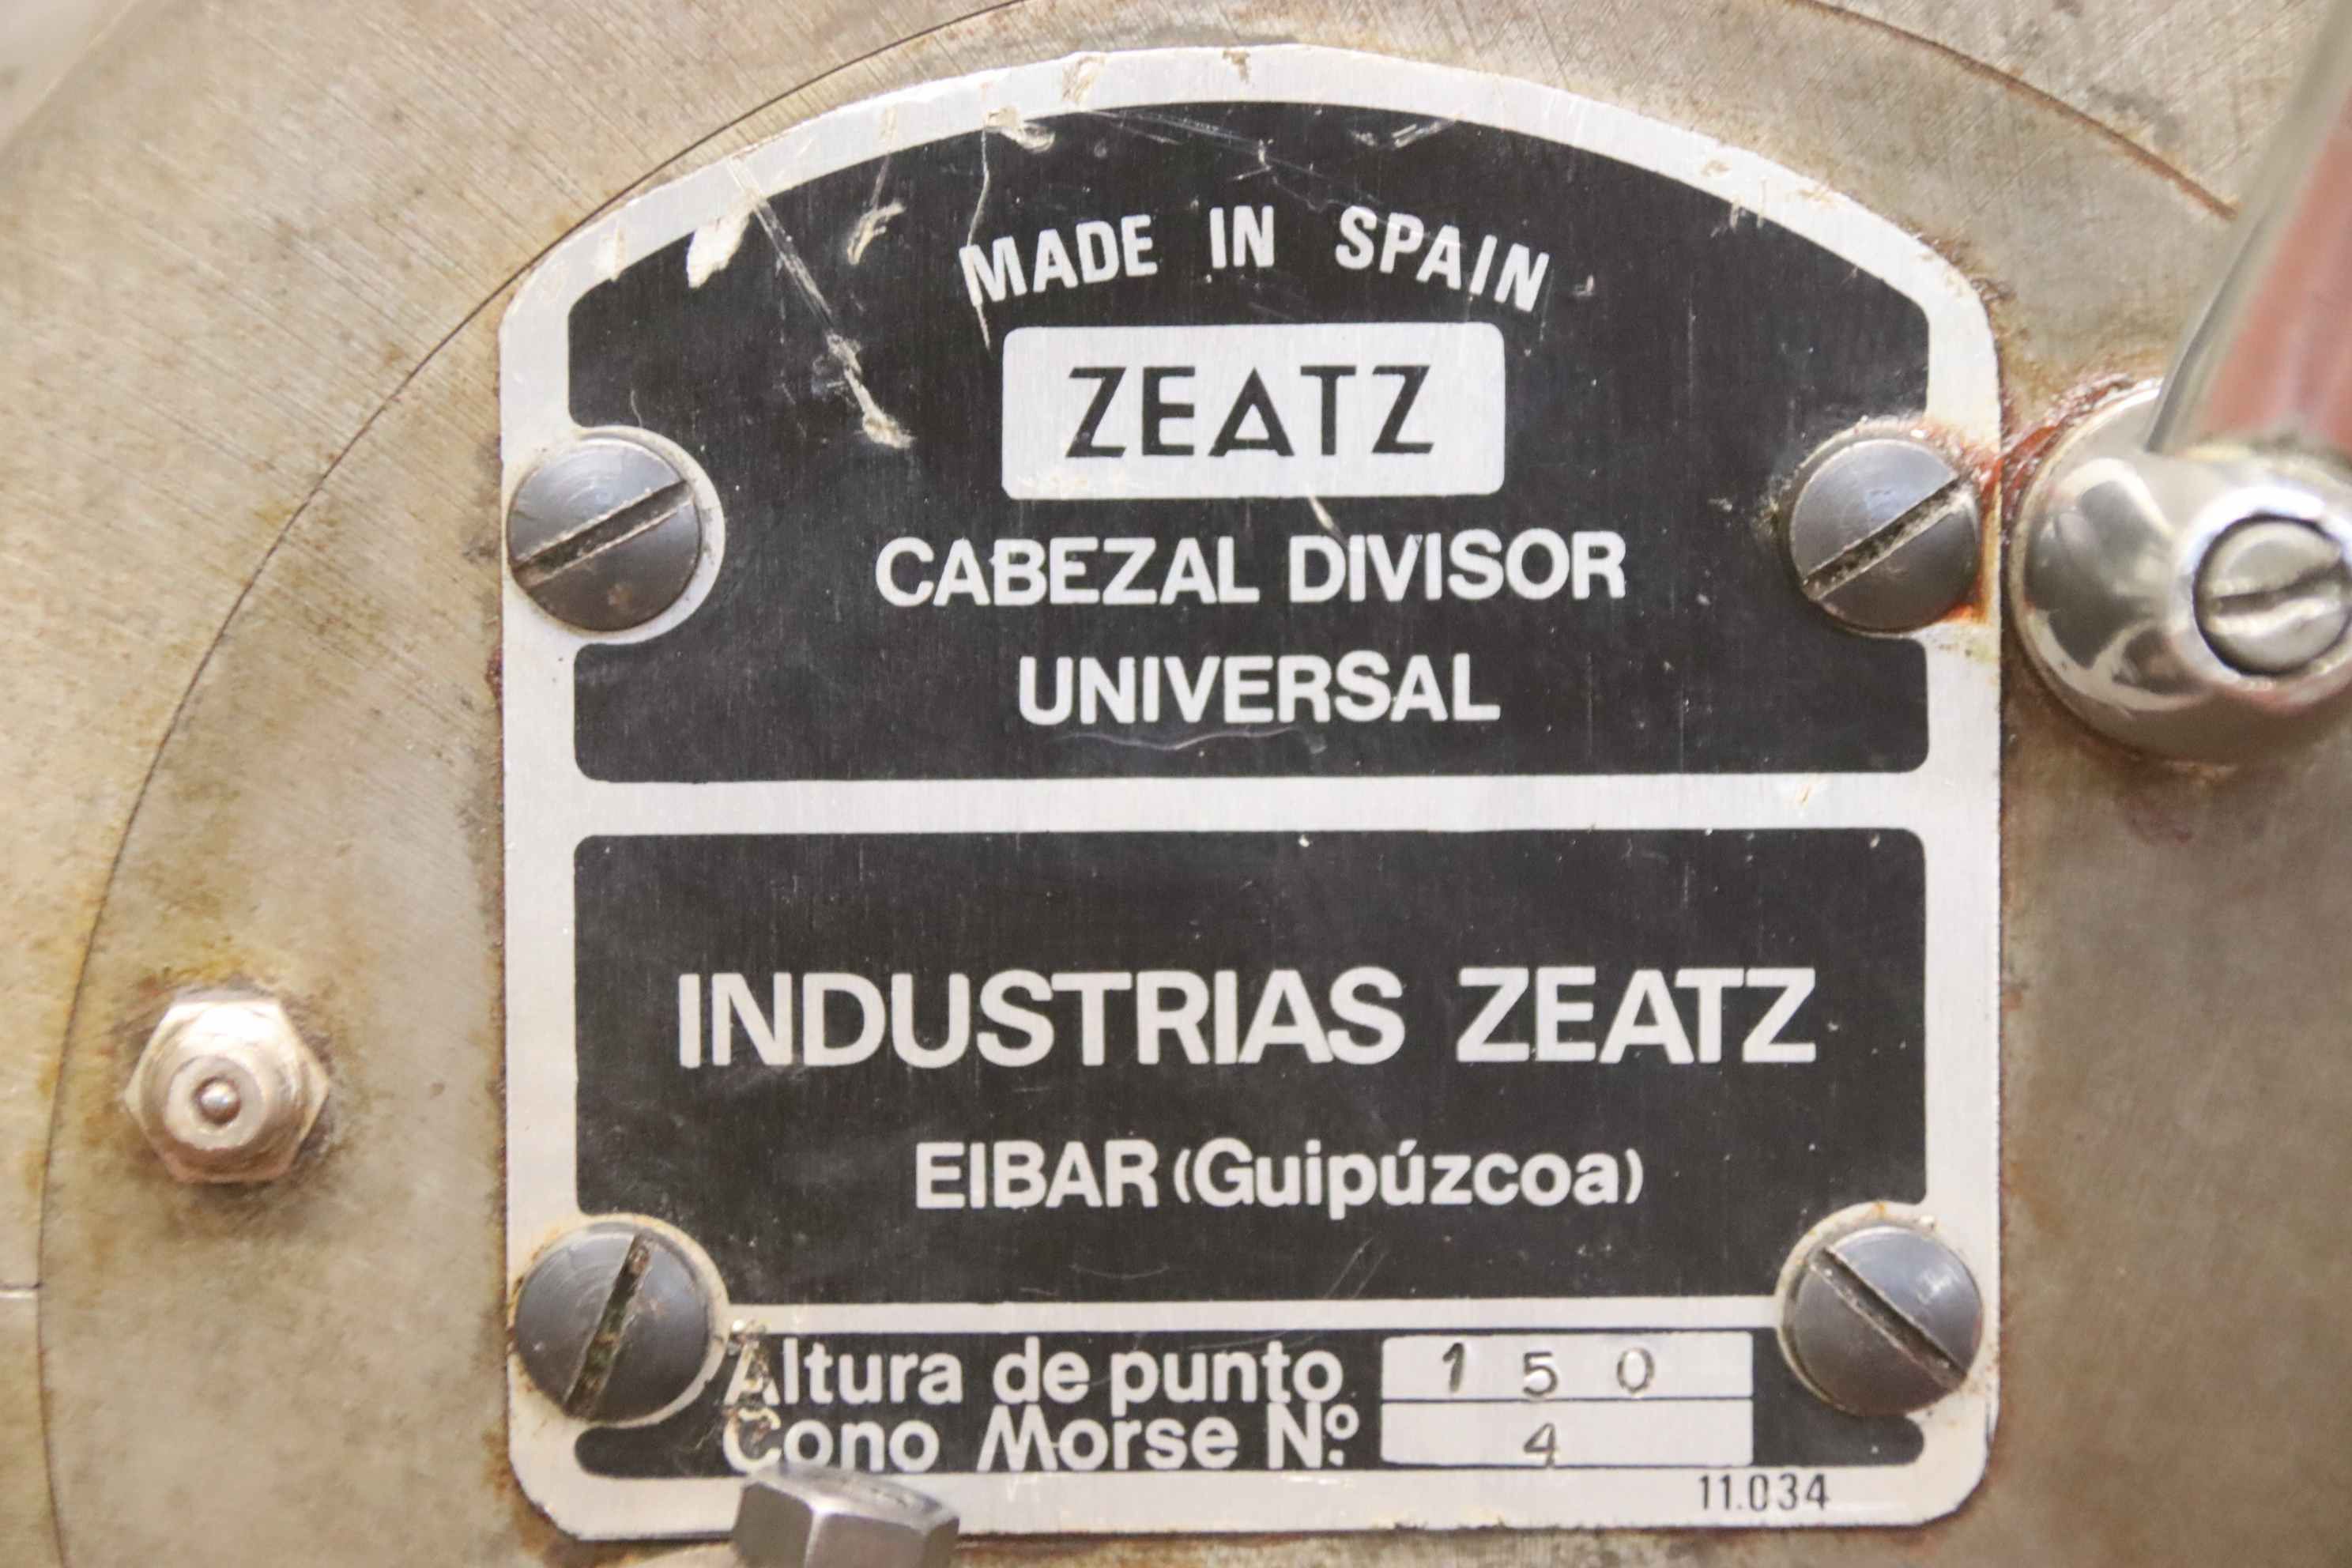 MADE IN SPAIN
ZEATZ
CABEZAL DIVISOR
UNIVERSAL
INDUSTRIAS ZEATZ
EIBAR (Guipúzcoa)
Altura de punto 150
Cono Morse Nº. 4
11.034